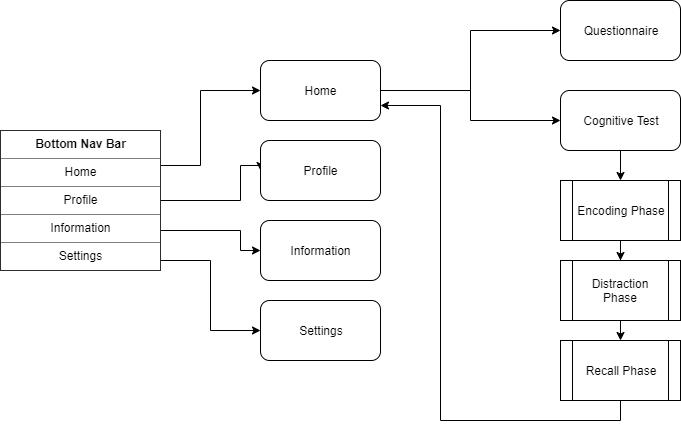 Bottom Nav Bar
Home
Profile
Information
Settings
Home
Profile
Information
Settings
Questionnaire
Cognitive Test
Encoding Phase
Distraction
Phase
Recall Phase